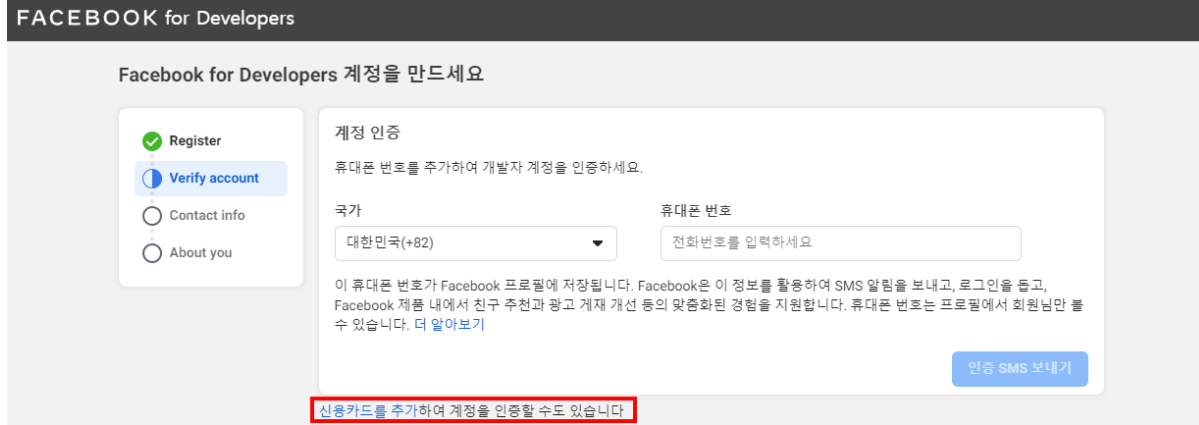 FACEBOOK for Developers
Facebook for Developers 계정을 만드세요
Register
Verify account
Contact info
About you
계정 인증
휴대폰 번호를 추가하여 개발자 계정을 인증하세요.
국가
휴대폰 번호
대한민국(+82)
전화번호를 입력하세요
이 휴대폰 번호가 Facebook 프로필에 저장됩니다. Facebook은 이 정보를 활용하여 SMS 알림을 보내고, 로그인을 돕고,
Facebook 제품 내에서 친구 추천과 광고 게재 개선 등의 맞춤화된 경험을 지원합니다. 휴대폰 번호는 프로필에서 회원님만 볼
수 있습니다. 더 알아보기
인증 SMS 보내기
신용카드를 추가하여 계정을 인증할 수도 있습니다